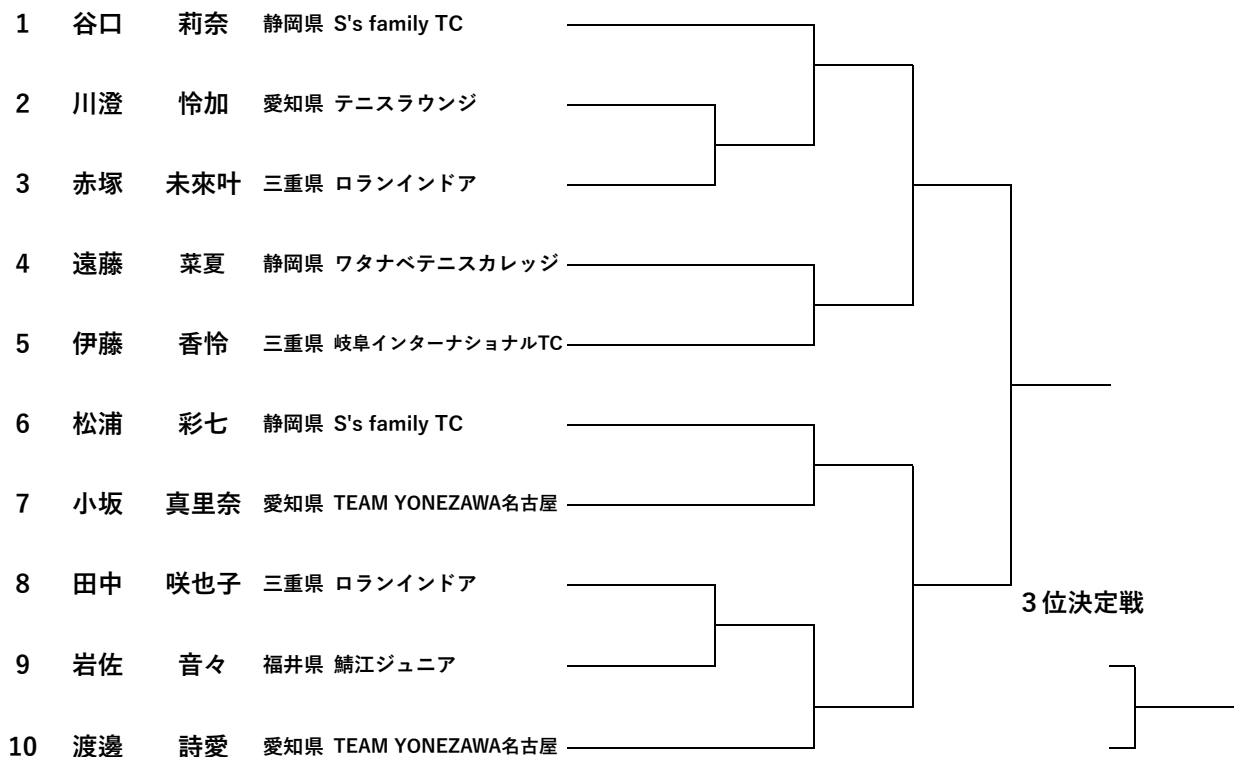 1 谷口 莉奈 静岡県 S's family TC
2 川澄 怜加 愛知県 テニスラウンジ
3 赤塚 未來叶 三重県 ロランインドア
4 遠藤 菜夏 静岡県 ワタナベテニスカレッジ
5 伊藤 香怜 三重県 岐阜インターナショナルTC
6 松浦 彩七 静岡県 S's family TC
7 小坂 真里奈 愛知県 TEAM YONEZAWA名古屋
8 田中 咲也子 三重県 ロランインドア
３位決定戦
9 岩佐 音々 福井県 鯖江ジュニア
10 渡邊 詩愛 愛知県 TEAM YONEZAWA名古屋